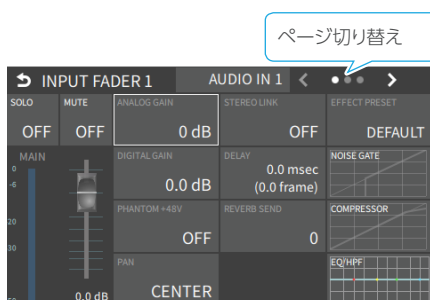 ページ切り替え
INPUT FADER 1 AUDIO IN 1
SOLO MUTE ANALOG GAIN STEREO LINK EFFECT PRESET
OFF OFF 0 dB OFF DEFAULT
MAIN DIGITAL GAIN DELAY NOISE GATE
0
-6
0.0 dB
0.0 msec
(0.0 frame)
PHANTOM +48V REVERB SEND COMPRESSOR
20
OFF 0
30
PAN EQ/HPF
0.0 dB CENTER